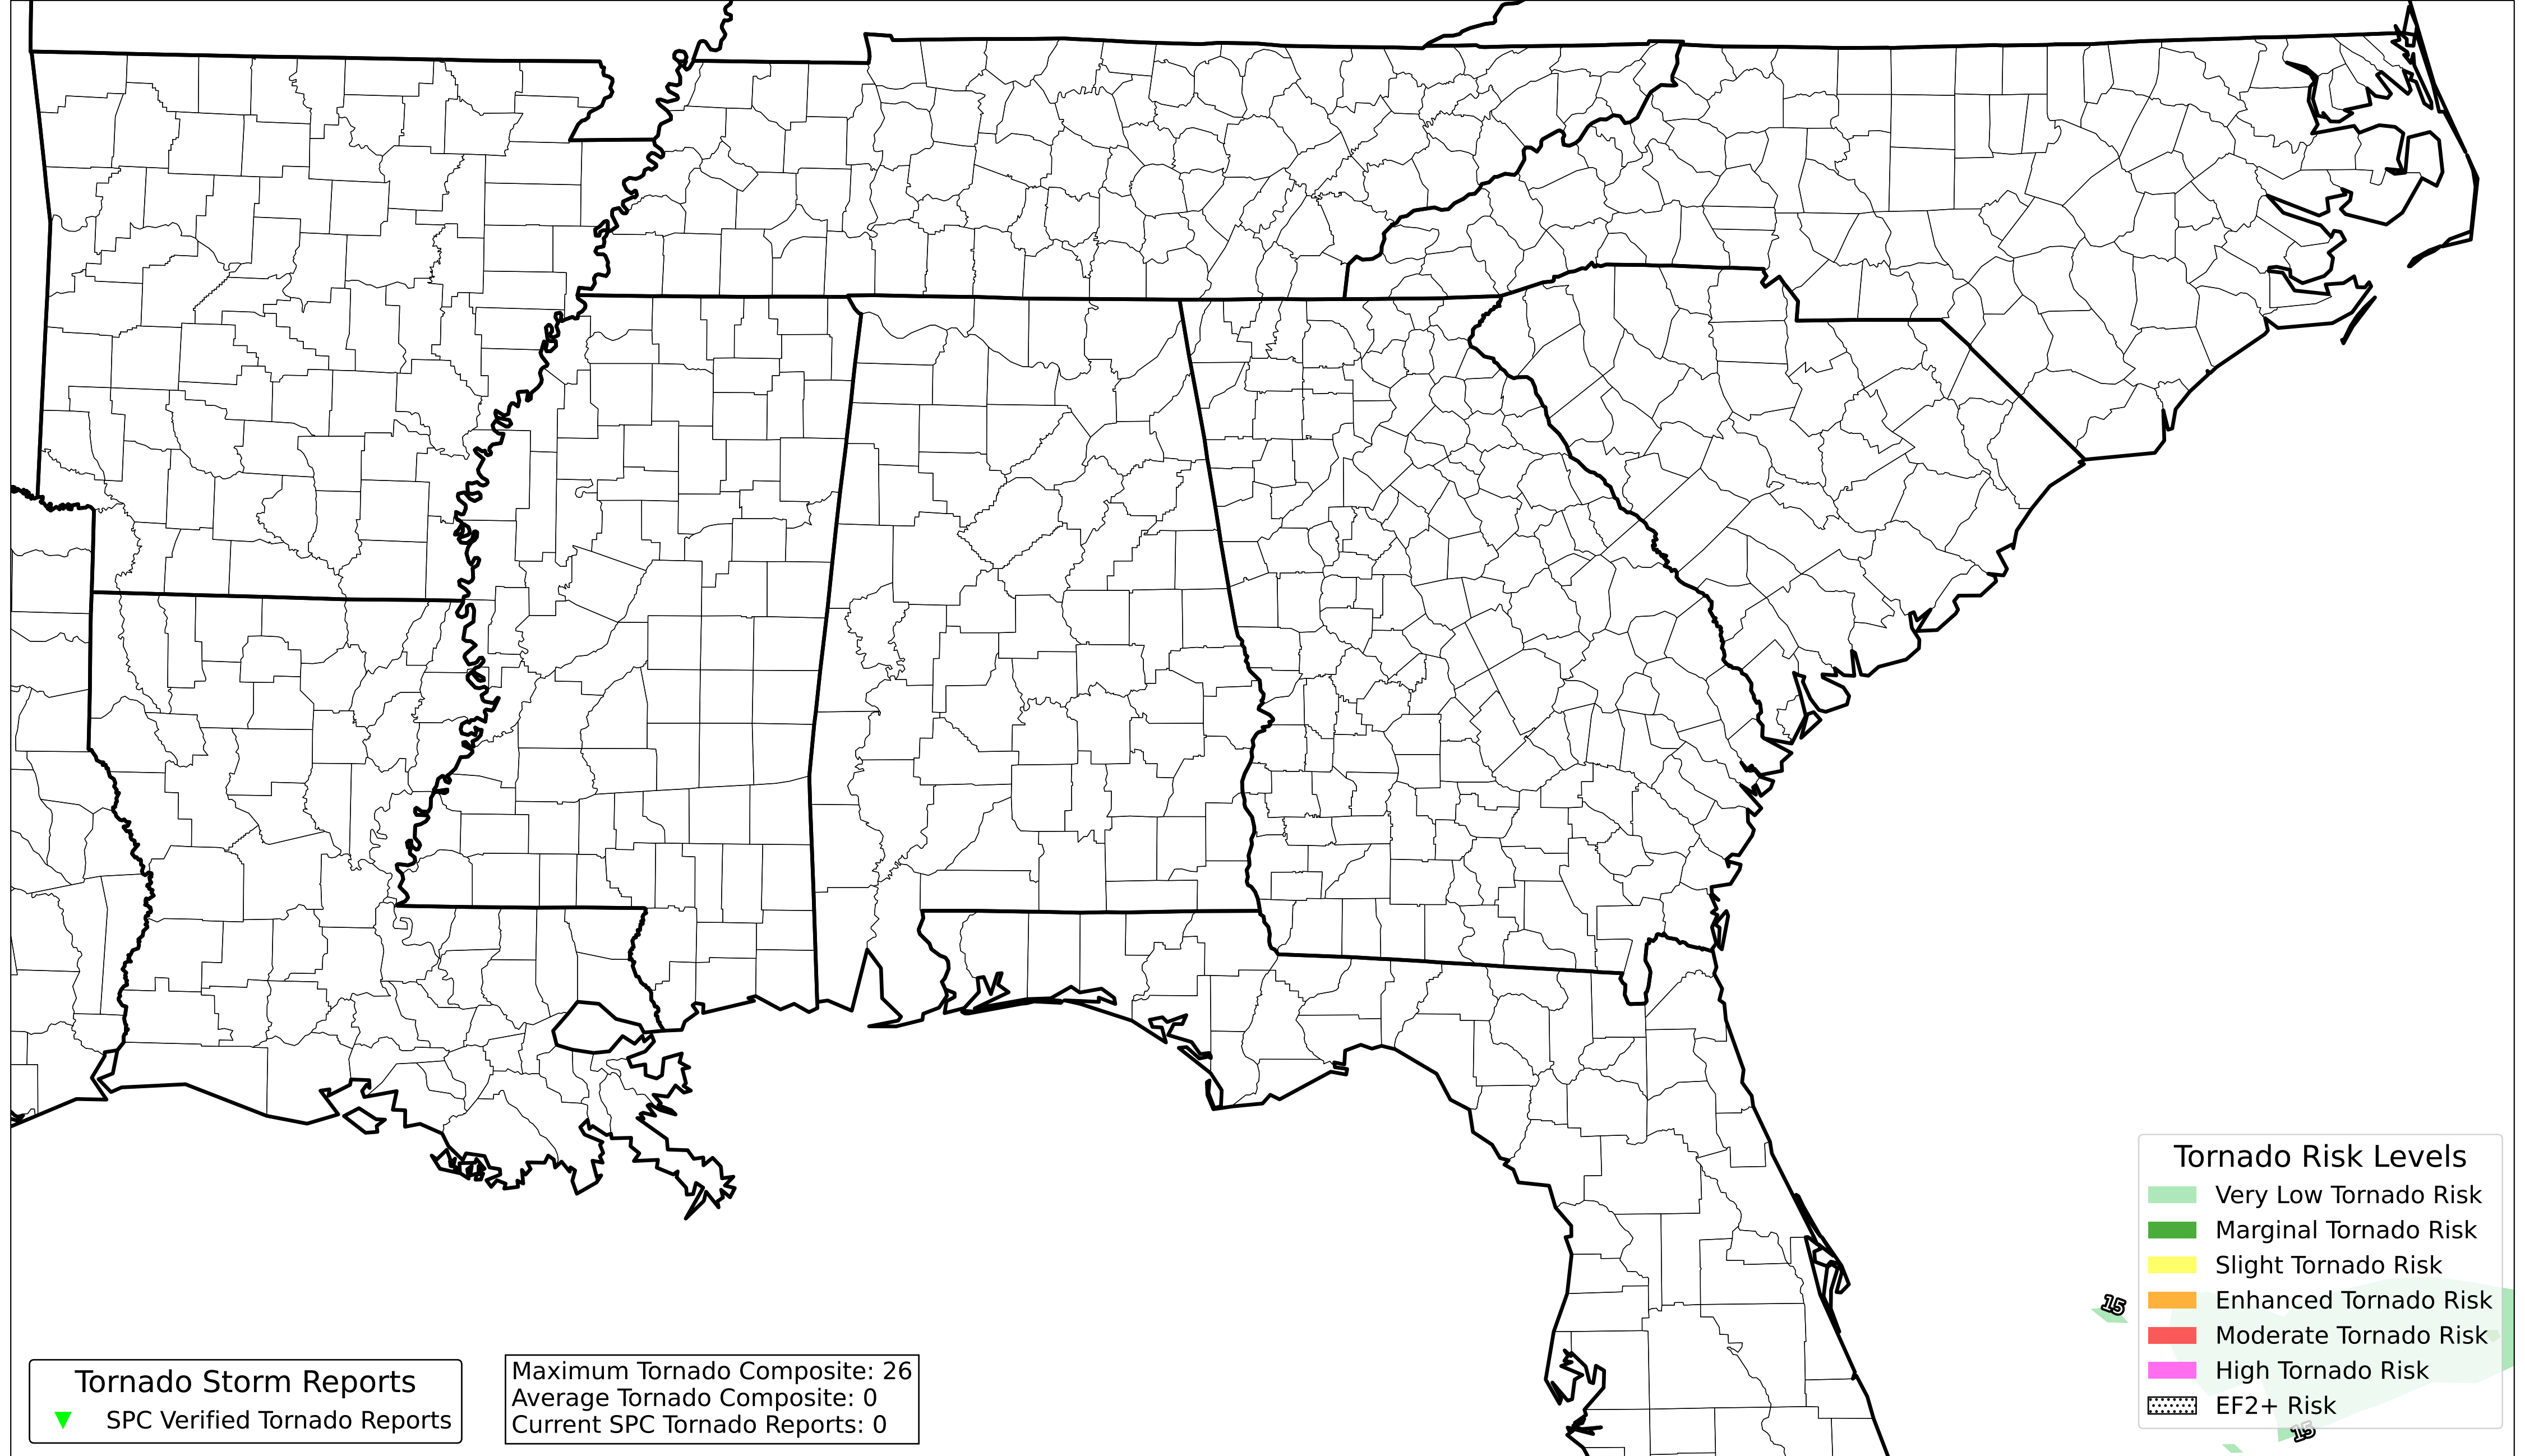 15
Tornado Risk Levels
Very Low Tornado Risk
Marginal Tornado Risk
Slight Tornado Risk
Enhanced Tornado Risk
Moderate Tornado Risk
High Tornado Risk
EF2+ Risk
15
Tornado Storm Reports
SPC Verified Tornado Reports
Maximum Tornado Composite: 26
Average Tornado Composite: 0
Current SPC Tornado Reports: 0